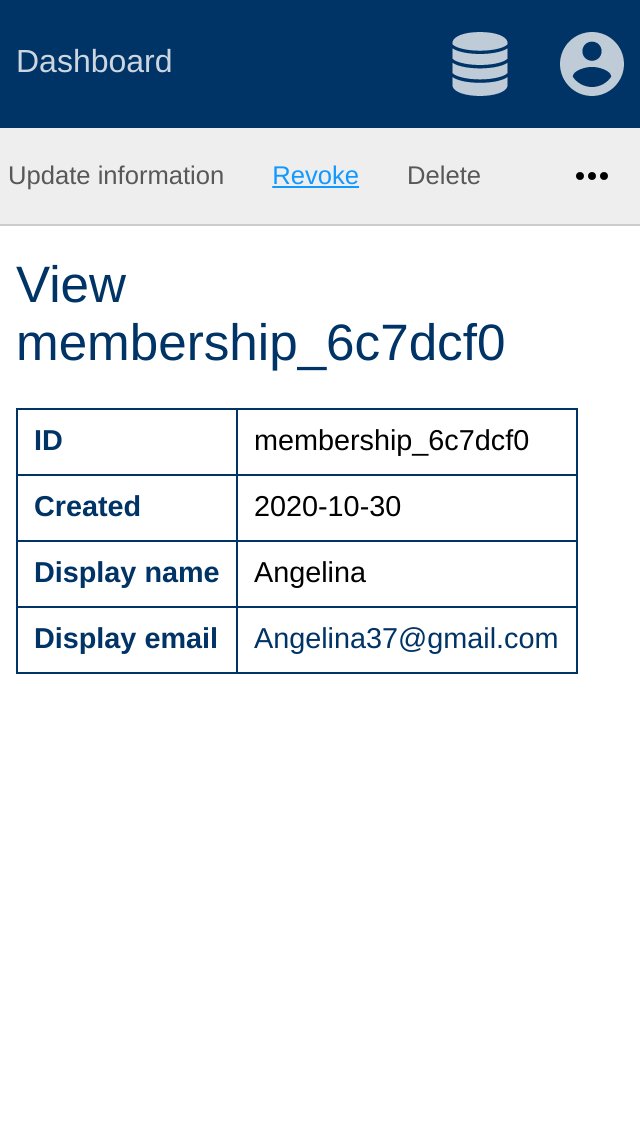 Dashboard
Update information Revoke Delete
View
membership_6c7dcf0
ID membership_6c7dcf0
Created 2020-10-30
Display name Angelina
Display email Angelina37@gmail.com